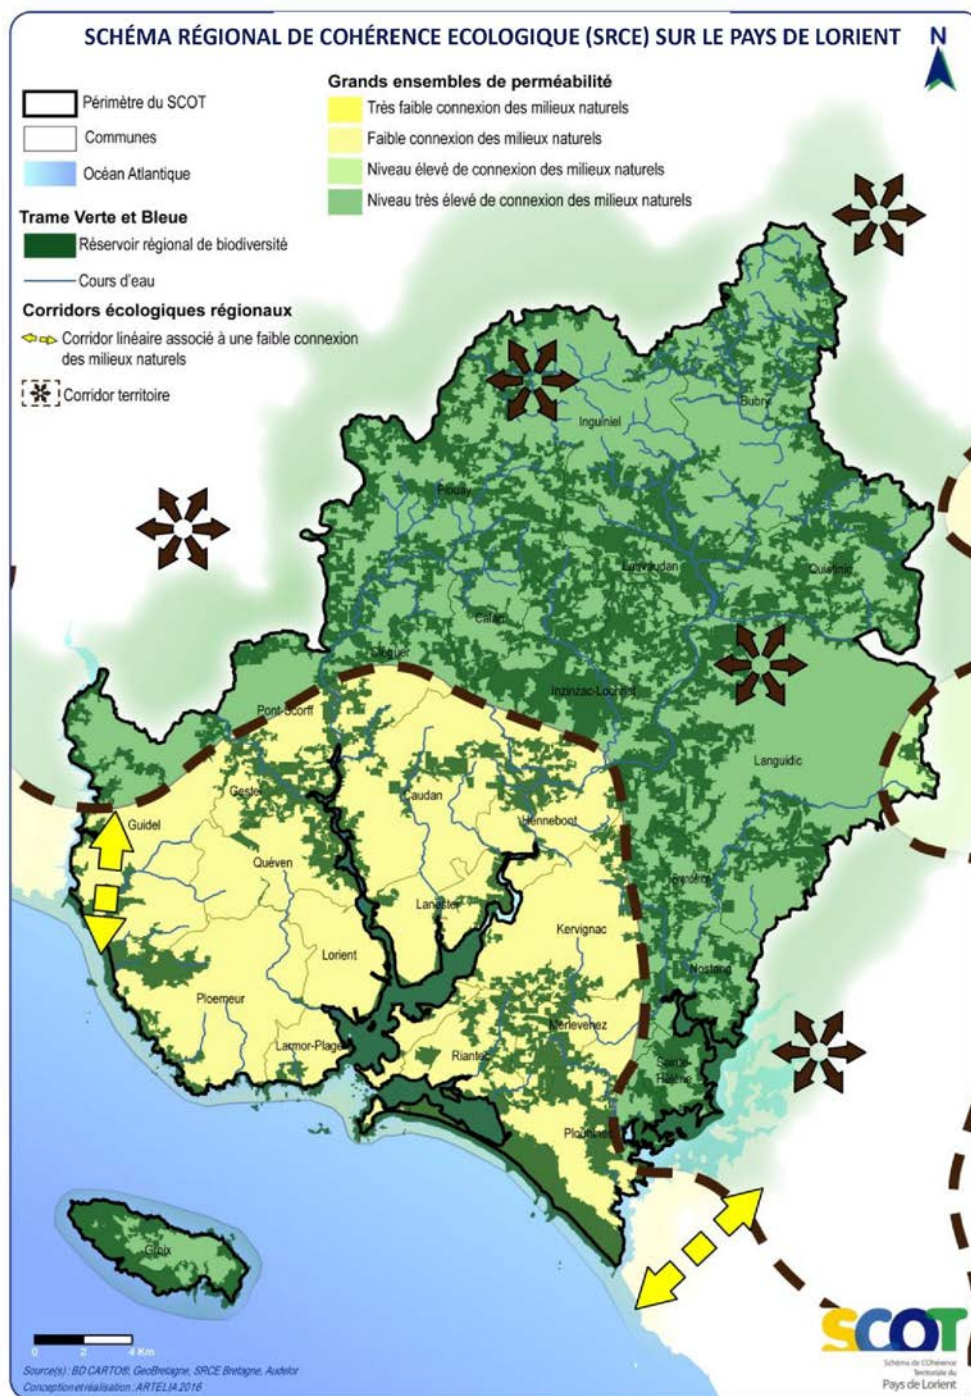 SCHÉMA RÉGIONAL DE COHÉRENCE ECOLOGIQUE (SRCE) SUR LE PAYS DE LORIENT
N
Périmètre du SCOT
Communes
Océan Atlantique
Trame Verte et Bleue
Réservoir régional de biodiversité
Cours d'eau
Corridors écologiques régionaux
Corridor linéaire associé à une faible connexion
des milieux naturels
Corridor territoire
Grands ensembles de perméabilité
Très faible connexion des milieux naturels
Faible connexion des milieux naturels
Niveau élevé de connexion des milieux naturels
Niveau très élevé de connexion des milieux naturels
Bubry
Inguiniel
Plouay
Lanvaudan
Quistinic
Calan
Cléguer
Inzinzac-Lochrist
Pont-Scorff
Languidic
Gestel
Caudan
Hennebont
Guidel
Quéven
Brandérion
Lanester
Kervignac
Lorient
Nostang
Ploemeur
Merlevenez
Larmor-Plage
Riantec
Sainte-
Hélène
Plouhinec
Groix
0 2 4 Km
Source(s) : BD CARTO®, GeoBretagne, SRCE Bretagne, Audelor
Conception et réalisation : ARTELIA 2016
SCOT
Schéma de COhérence
Territoriale du
Pays de Lorient